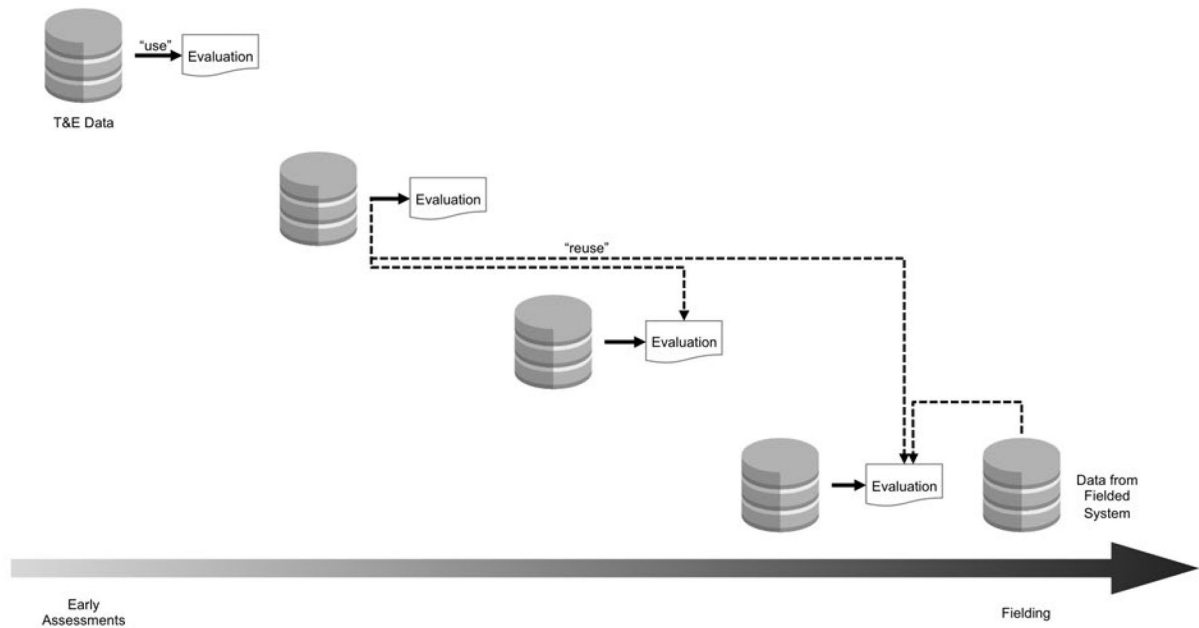 “use”
Evaluation
T&E Data
Evaluation
“reuse”
Evaluation
Evaluation
Data from
Fielded
System
Early
Assessments
Fielding